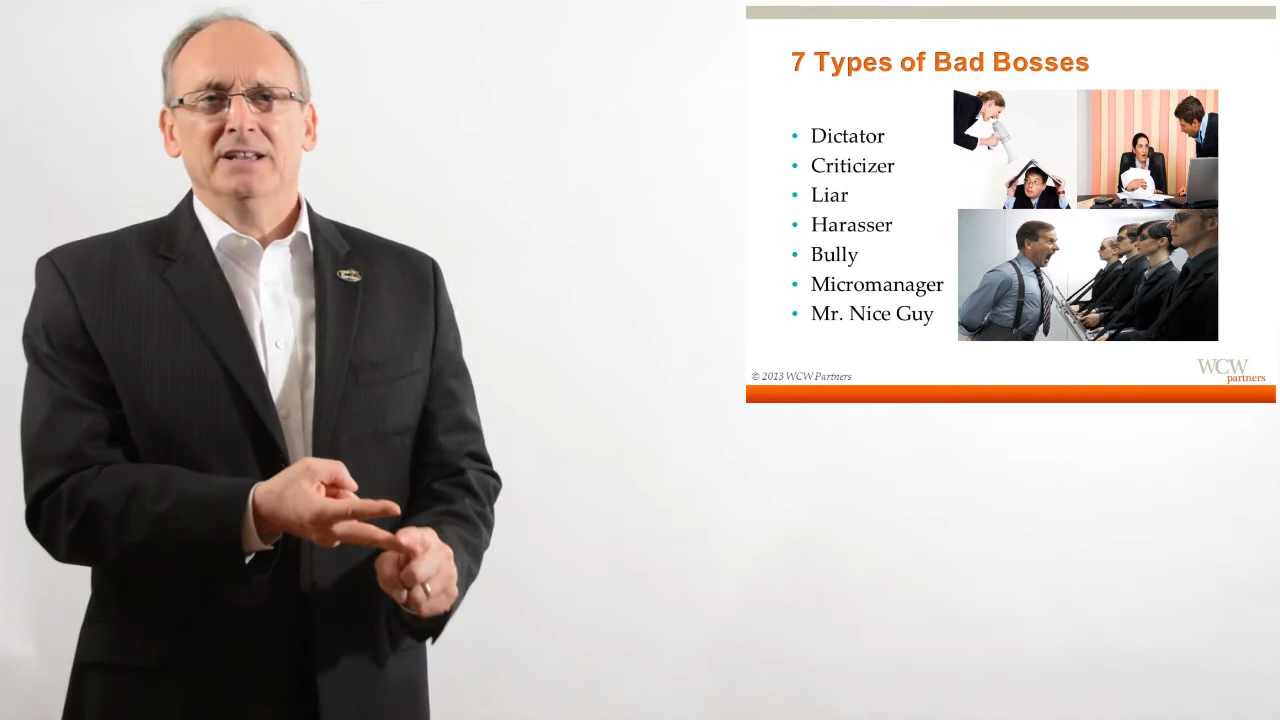 7 Types of Bad Bosses
• Dictator
• Criticizer
• Liar
• Harasser
• Bully
• Micromanager
• Mr. Nice Guy
© 2013 WCW Partners
WCW
partners